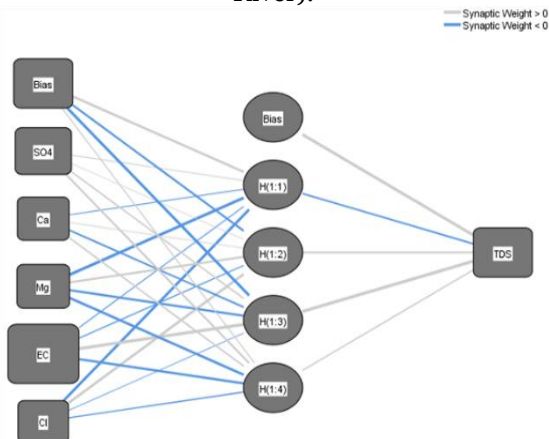 River).
Synaptic Weight > 0
Synaptic Weight < 0
Bias
SO4
Ca
Mg
EC
Cl
Bias
H(1:1)
H(1:2)
H(1:3)
H(1:4)
TDS